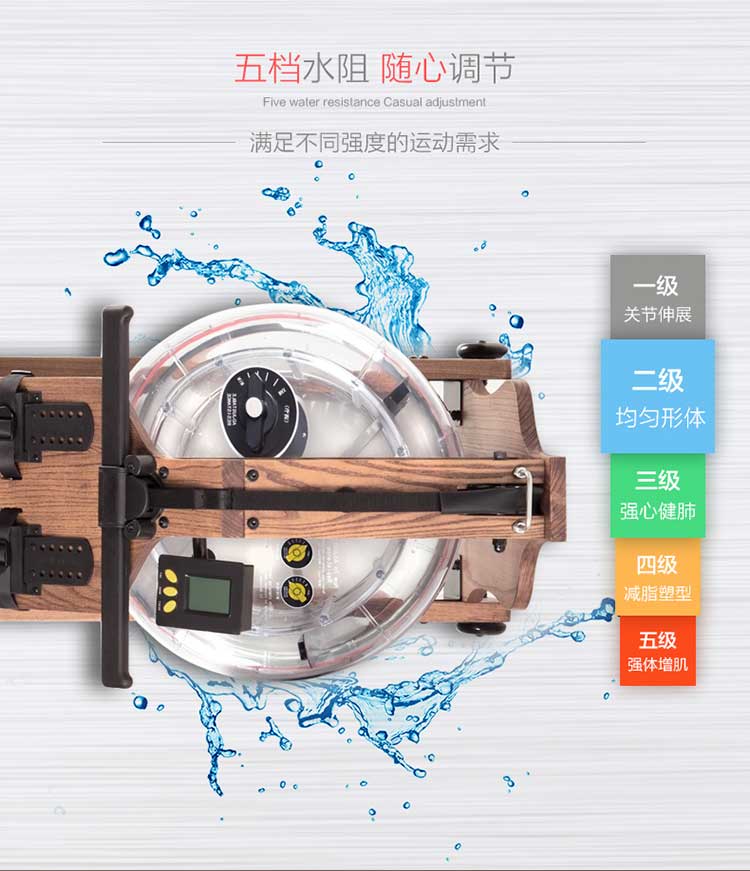 五档水阻 随心调节
Five water resistance Casual adjustment
满足不同强度的运动需求
一级
关节伸展
二级
均匀形体
三级
强心健肺
四级
减脂塑型
五级
强体增肌